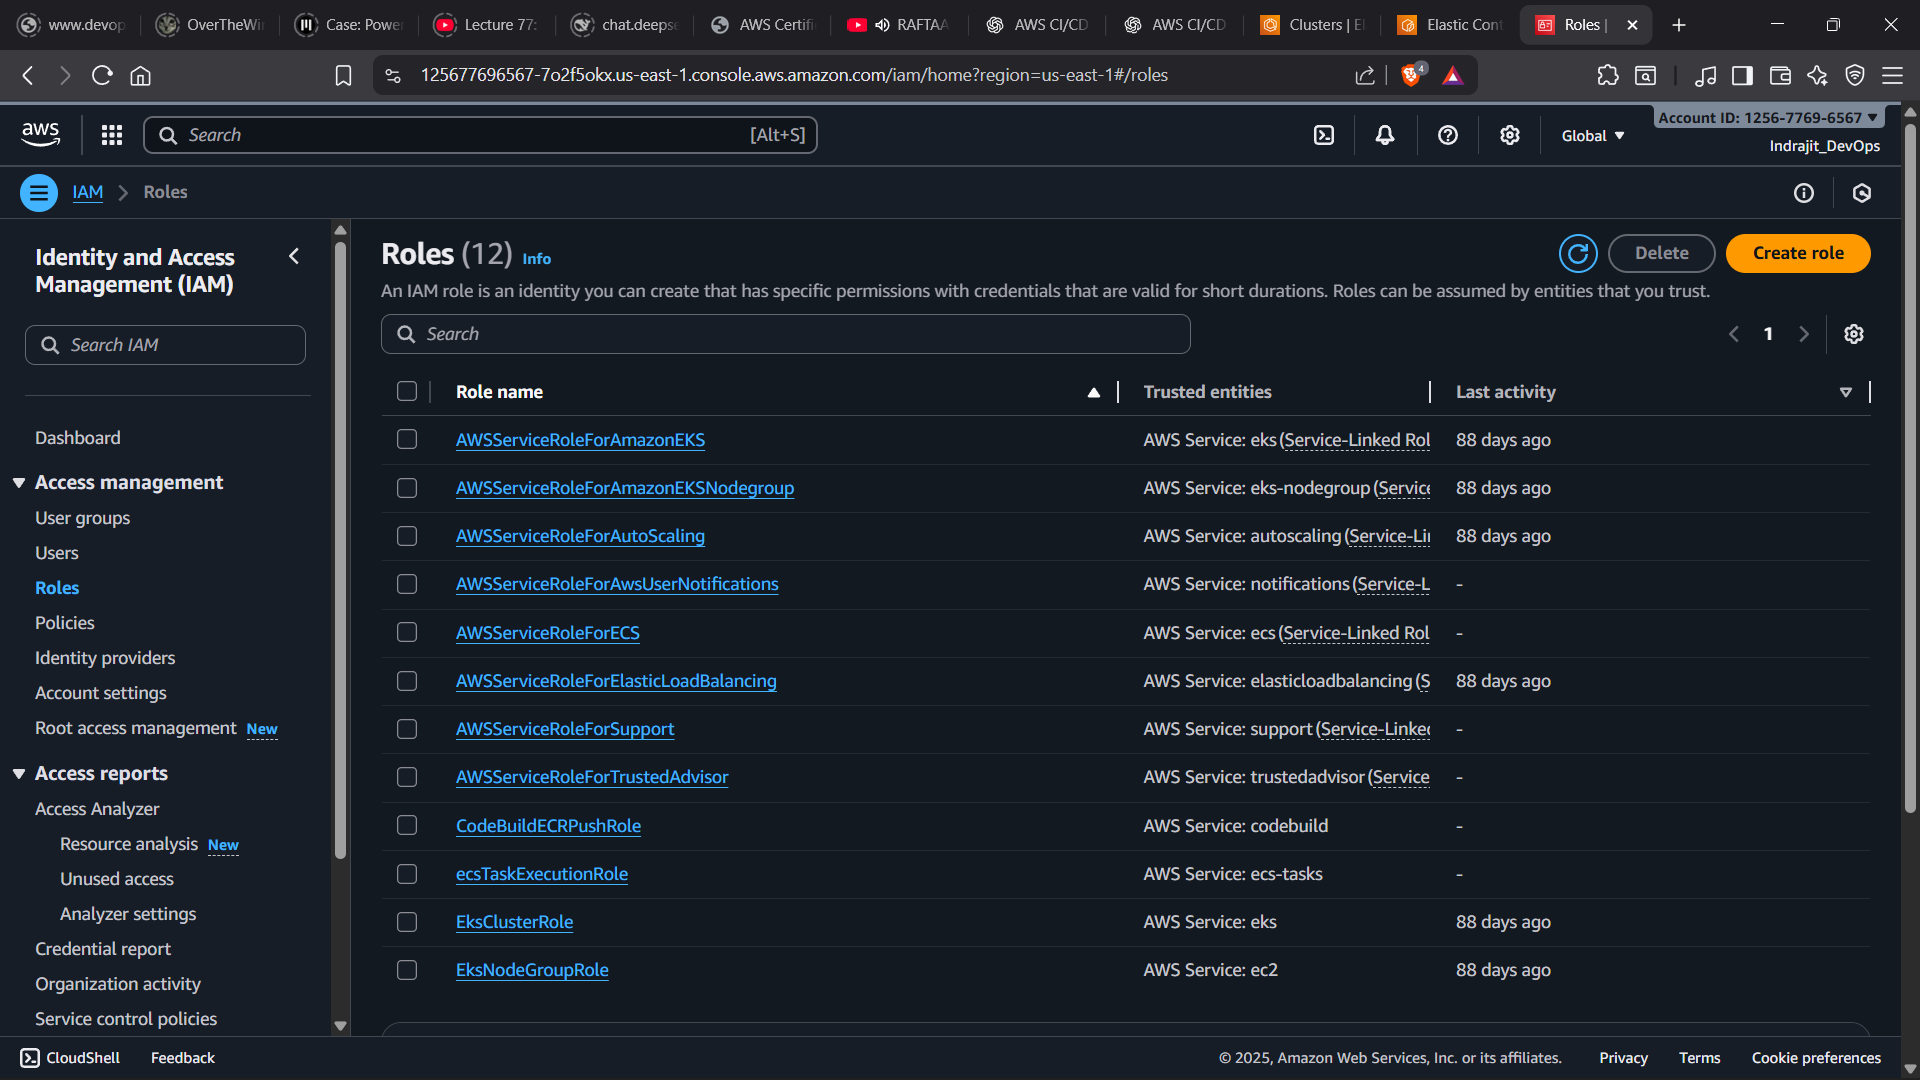 www.devop
OverTheWir
Case: Power
Lecture 77:
chat.deepse
AWS Certifi
RAFTAA
AWS CI/CD
AWS CI/CD
Clusters | El
Elastic Cont
Roles |
125677696567-7o2f5okx.us-east-1.console.aws.amazon.com/iam/home?region=us-east-1#/roles
4
aws
Search
[Alt+S]
Global
Account ID: 1256-7769-6567
Indrajit_DevOps
IAM
Roles
Identity and Access
Management (IAM)
Search IAM
Dashboard
Access management
User groups
Users
Roles
Policies
Identity providers
Account settings
Root access management New
Access reports
Access Analyzer
Resource analysis New
Unused access
Analyzer settings
Credential report
Organization activity
Service control policies
Roles (12) Info
Delete
Create role
An IAM role is an identity you can create that has specific permissions with credentials that are valid for short durations. Roles can be assumed by entities that you trust.
Search
1
Role name Trusted entities Last activity
AWSServiceRoleForAmazonEKS AWS Service: eks (Service-Linked Rol 88 days ago
AWSServiceRoleForAmazonEKSNodegroup AWS Service: eks-nodegroup (Service 88 days ago
AWSServiceRoleForAutoScaling AWS Service: autoscaling (Service-Li 88 days ago
AWSServiceRoleForAwsUserNotifications AWS Service: notifications (Service-L -
AWSServiceRoleForECS AWS Service: ecs (Service-Linked Rol -
AWSServiceRoleForElasticLoadBalancing AWS Service: elasticloadbalancing (S 88 days ago
AWSServiceRoleForSupport AWS Service: support (Service-Linked -
AWSServiceRoleForTrustedAdvisor AWS Service: trustedadvisor (Service -
CodeBuildECRPushRole AWS Service: codebuild -
ecsTaskExecutionRole AWS Service: ecs-tasks -
EksClusterRole AWS Service: eks 88 days ago
EksNodeGroupRole AWS Service: ec2 88 days ago
CloudShell
Feedback
© 2025, Amazon Web Services, Inc. or its affiliates.
Privacy
Terms
Cookie preferences